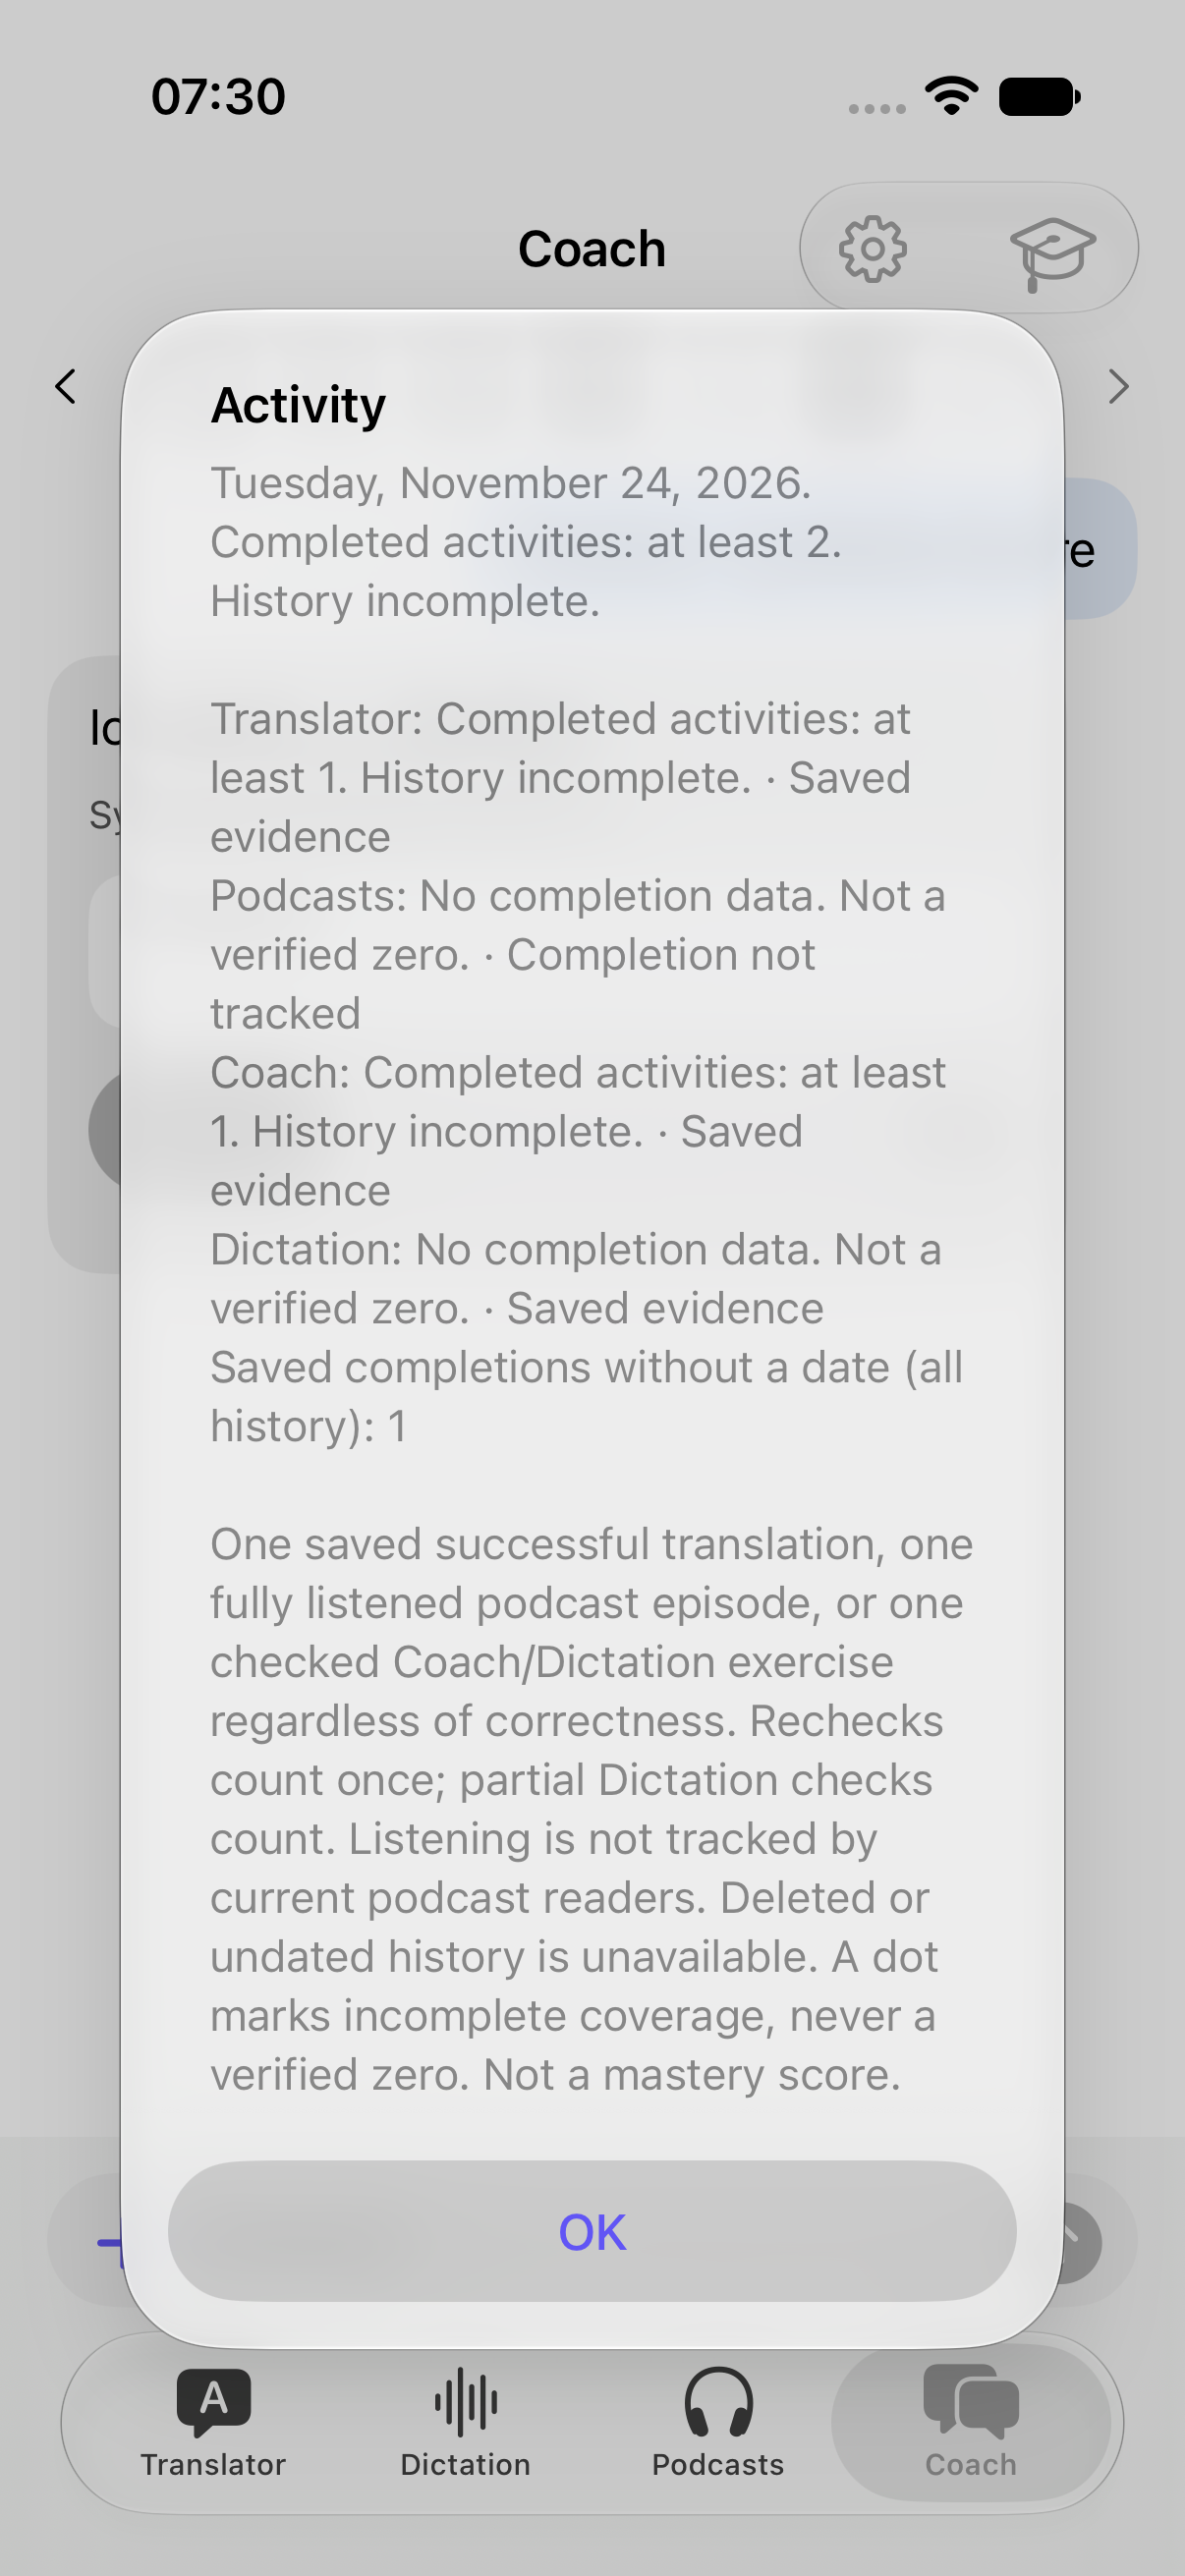 07:30
Coach
Activity
Tuesday, November 24, 2026.
Completed activities: at least 2.
History incomplete.
Translator: Completed activities: at
least 1. History incomplete. · Saved
evidence
Podcasts: No completion data. Not a
verified zero. · Completion not
tracked
Coach: Completed activities: at least
1. History incomplete. · Saved
evidence
Dictation: No completion data. Not a
verified zero. · Saved evidence
Saved completions without a date (all
history): 1
One saved successful translation, one
fully listened podcast episode, or one
checked Coach/Dictation exercise
regardless of correctness. Rechecks
count once; partial Dictation checks
count. Listening is not tracked by
current podcast readers. Deleted or
undated history is unavailable. A dot
marks incomplete coverage, never a
verified zero. Not a mastery score.
OK
Translator
Dictation
Podcasts
Coach